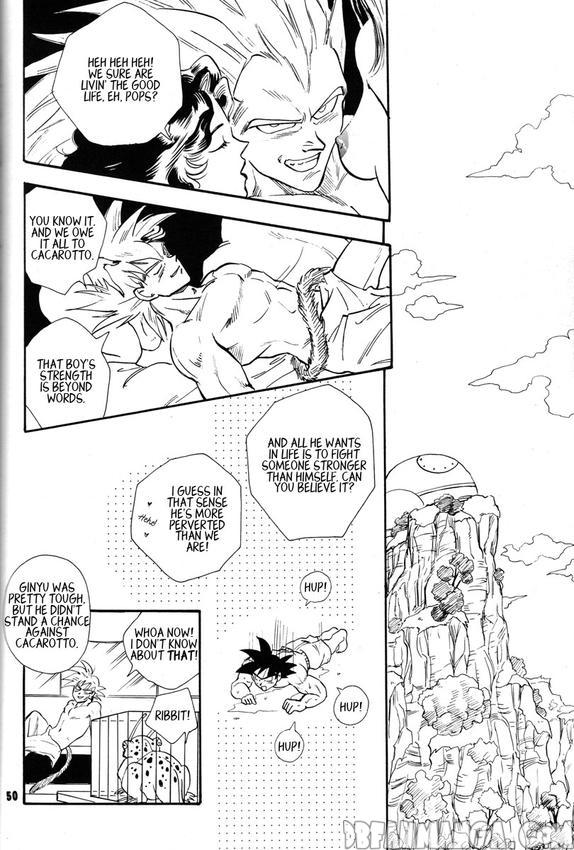 HEH HEH HEH!
WE SURE ARE
LIVIN' THE GOOD
LIFE, EH, POPS?
YOU KNOW IT.
AND WE OWE
IT ALL TO
CACAROTTO.
THAT BOY'S
STRENGTH
IS BEYOND
WORDS.
AND ALL HE WANTS
IN LIFE IS TO FIGHT
SOMEONE STRONGER
THAN HIMSELF. CAN
YOU BELIEVE IT?
I GUESS IN
THAT SENSE
HE'S MORE
PERVERTED
THAN WE
ARE!
Haha!
HUP!
HUP!
HUP!
GINYU WAS
PRETTY TOUGH,
BUT HE DIDN'T
STAND A CHANCE
AGAINST
CACAROTTO.
WHOA NOW!
I DON'T KNOW
ABOUT THAT!
RIBBIT!
50
DBFANMANGA.COM